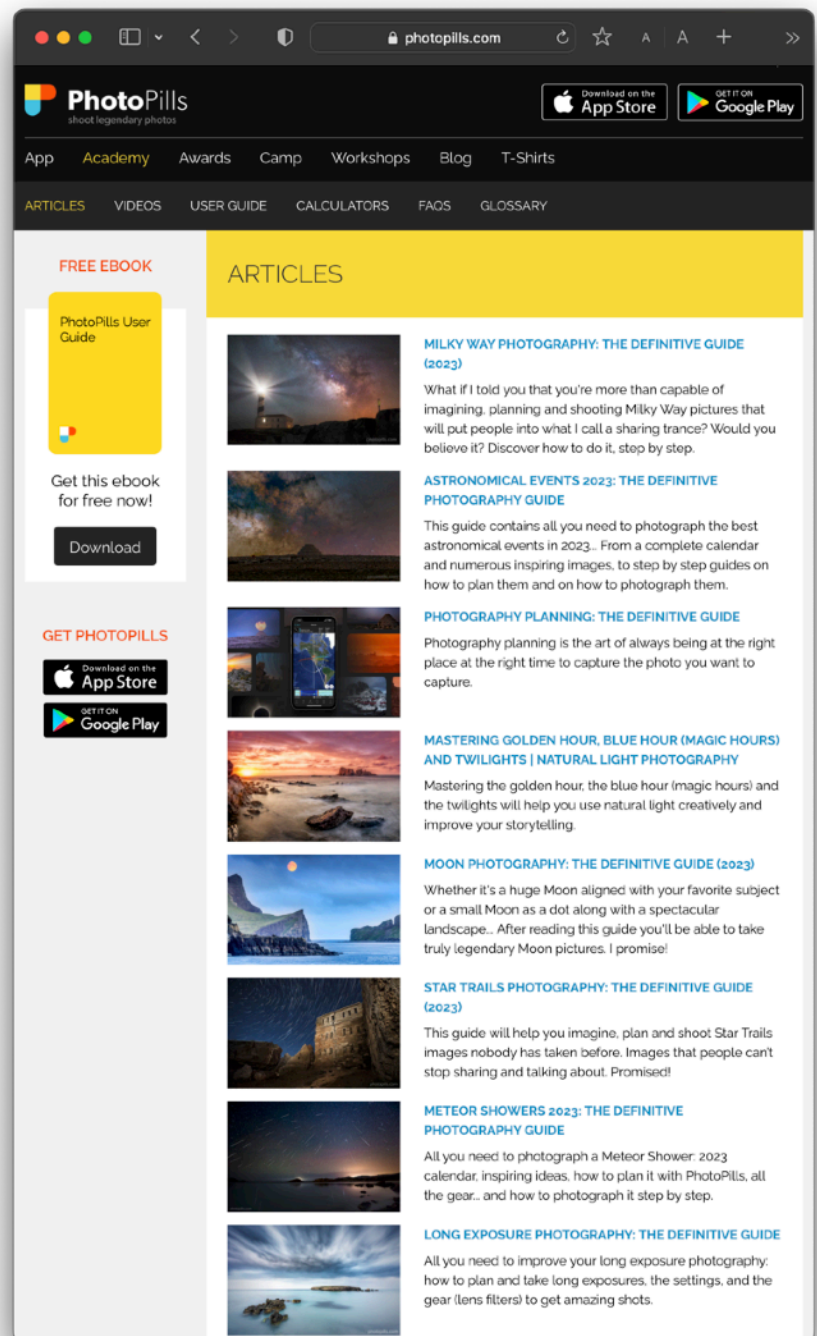 photopills.com
A
A
PhotoPills
shoot legendary photos
Download on the
App Store
GET IT ON
Google Play
App Academy Awards Camp Workshops Blog T-Shirts
ARTICLES VIDEOS USER GUIDE CALCULATORS FAQS GLOSSARY
FREE EBOOK
PhotoPills User
Guide
Get this ebook
for free now!
Download
GET PHOTOPILLS
Download on the
App Store
GET IT ON
Google Play
ARTICLES
MILKY WAY PHOTOGRAPHY: THE DEFINITIVE GUIDE
(2023)
What if I told you that you're more than capable of
imagining, planning and shooting Milky Way pictures that
will put people into what I call a sharing trance? Would you
believe it? Discover how to do it, step by step.
ASTRONOMICAL EVENTS 2023: THE DEFINITIVE
PHOTOGRAPHY GUIDE
This guide contains all you need to photograph the best
astronomical events in 2023... From a complete calendar
and numerous inspiring images, to step by step guides on
how to plan them and on how to photograph them.
PHOTOGRAPHY PLANNING: THE DEFINITIVE GUIDE
Photography planning is the art of always being at the right
place at the right time to capture the photo you want to
capture.
MASTERING GOLDEN HOUR, BLUE HOUR (MAGIC HOURS)
AND TWILIGHTS | NATURAL LIGHT PHOTOGRAPHY
Mastering the golden hour, the blue hour (magic hours) and
the twilights will help you use natural light creatively and
improve your storytelling.
MOON PHOTOGRAPHY: THE DEFINITIVE GUIDE (2023)
Whether it's a huge Moon aligned with your favorite subject
or a small Moon as a dot along with a spectacular
landscape... After reading this guide you'll be able to take
truly legendary Moon pictures. I promise!
STAR TRAILS PHOTOGRAPHY: THE DEFINITIVE GUIDE
(2023)
This guide will help you imagine, plan and shoot Star Trails
images nobody has taken before. Images that people can't
stop sharing and talking about. Promised!
METEOR SHOWERS 2023: THE DEFINITIVE
PHOTOGRAPHY GUIDE
All you need to photograph a Meteor Shower: 2023
calendar, inspiring ideas, how to plan it with PhotoPills, all
the gear... and how to photograph it step by step.
LONG EXPOSURE PHOTOGRAPHY: THE DEFINITIVE GUIDE
All you need to improve your long exposure photography:
how to plan and take long exposures, the settings, and the
gear (lens filters) to get amazing shots.